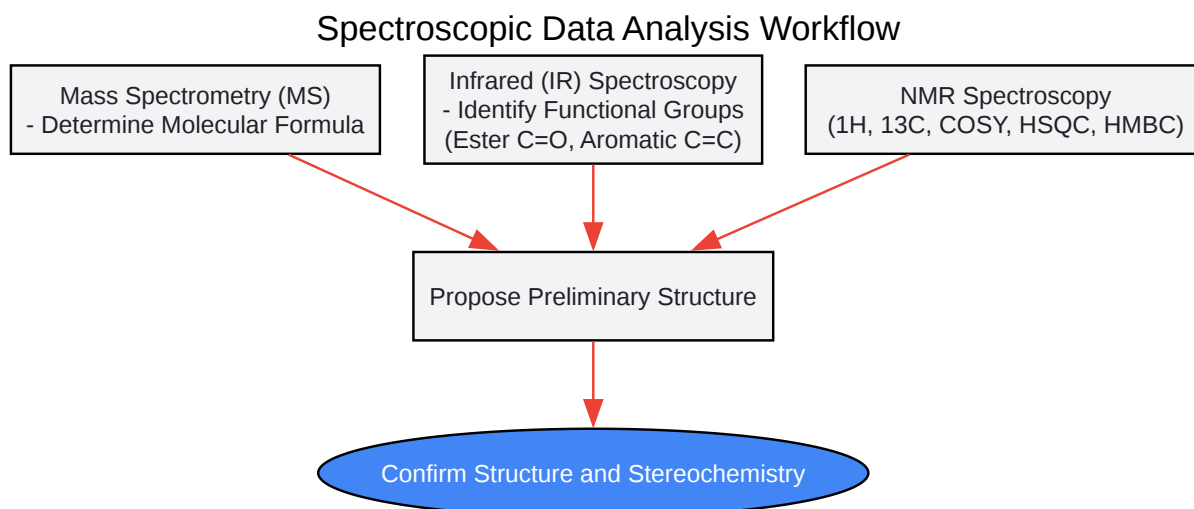 Spectroscopic Data Analysis Workflow
Mass Spectrometry (MS)
- Determine Molecular Formula
Infrared (IR) Spectroscopy
- Identify Functional Groups
(Ester C=O, Aromatic C=C)
NMR Spectroscopy
(1H, 13C, COSY, HSQC, HMBC)
Propose Preliminary Structure
Confirm Structure and Stereochemistry